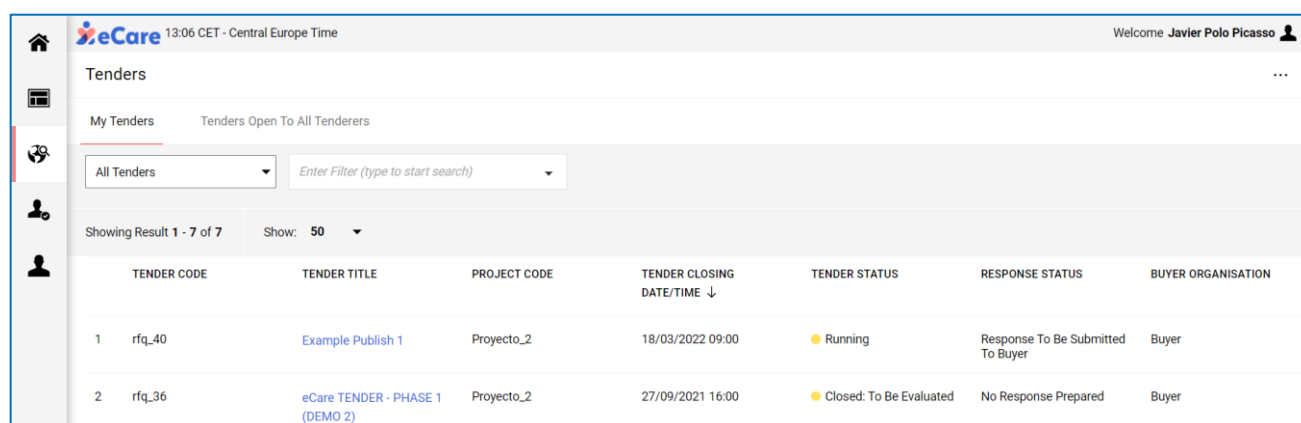 eCare 13:06 CET - Central Europe Time
Welcome Javier Polo Picasso
Tenders
...
My Tenders Tenders Open To All Tenderers
All Tenders Enter Filter (type to start search)
Showing Result 1 - 7 of 7 Show: 50
TENDER CODE TENDER TITLE PROJECT CODE TENDER CLOSING DATE/TIME ↓ TENDER STATUS RESPONSE STATUS BUYER ORGANISATION
1 rfq_40 Example Publish 1 Proyecto_2 18/03/2022 09:00 Running Response To Be Submitted To Buyer Buyer
2 rfq_36 eCare TENDER - PHASE 1 (DEMO 2) Proyecto_2 27/09/2021 16:00 Closed: To Be Evaluated No Response Prepared Buyer